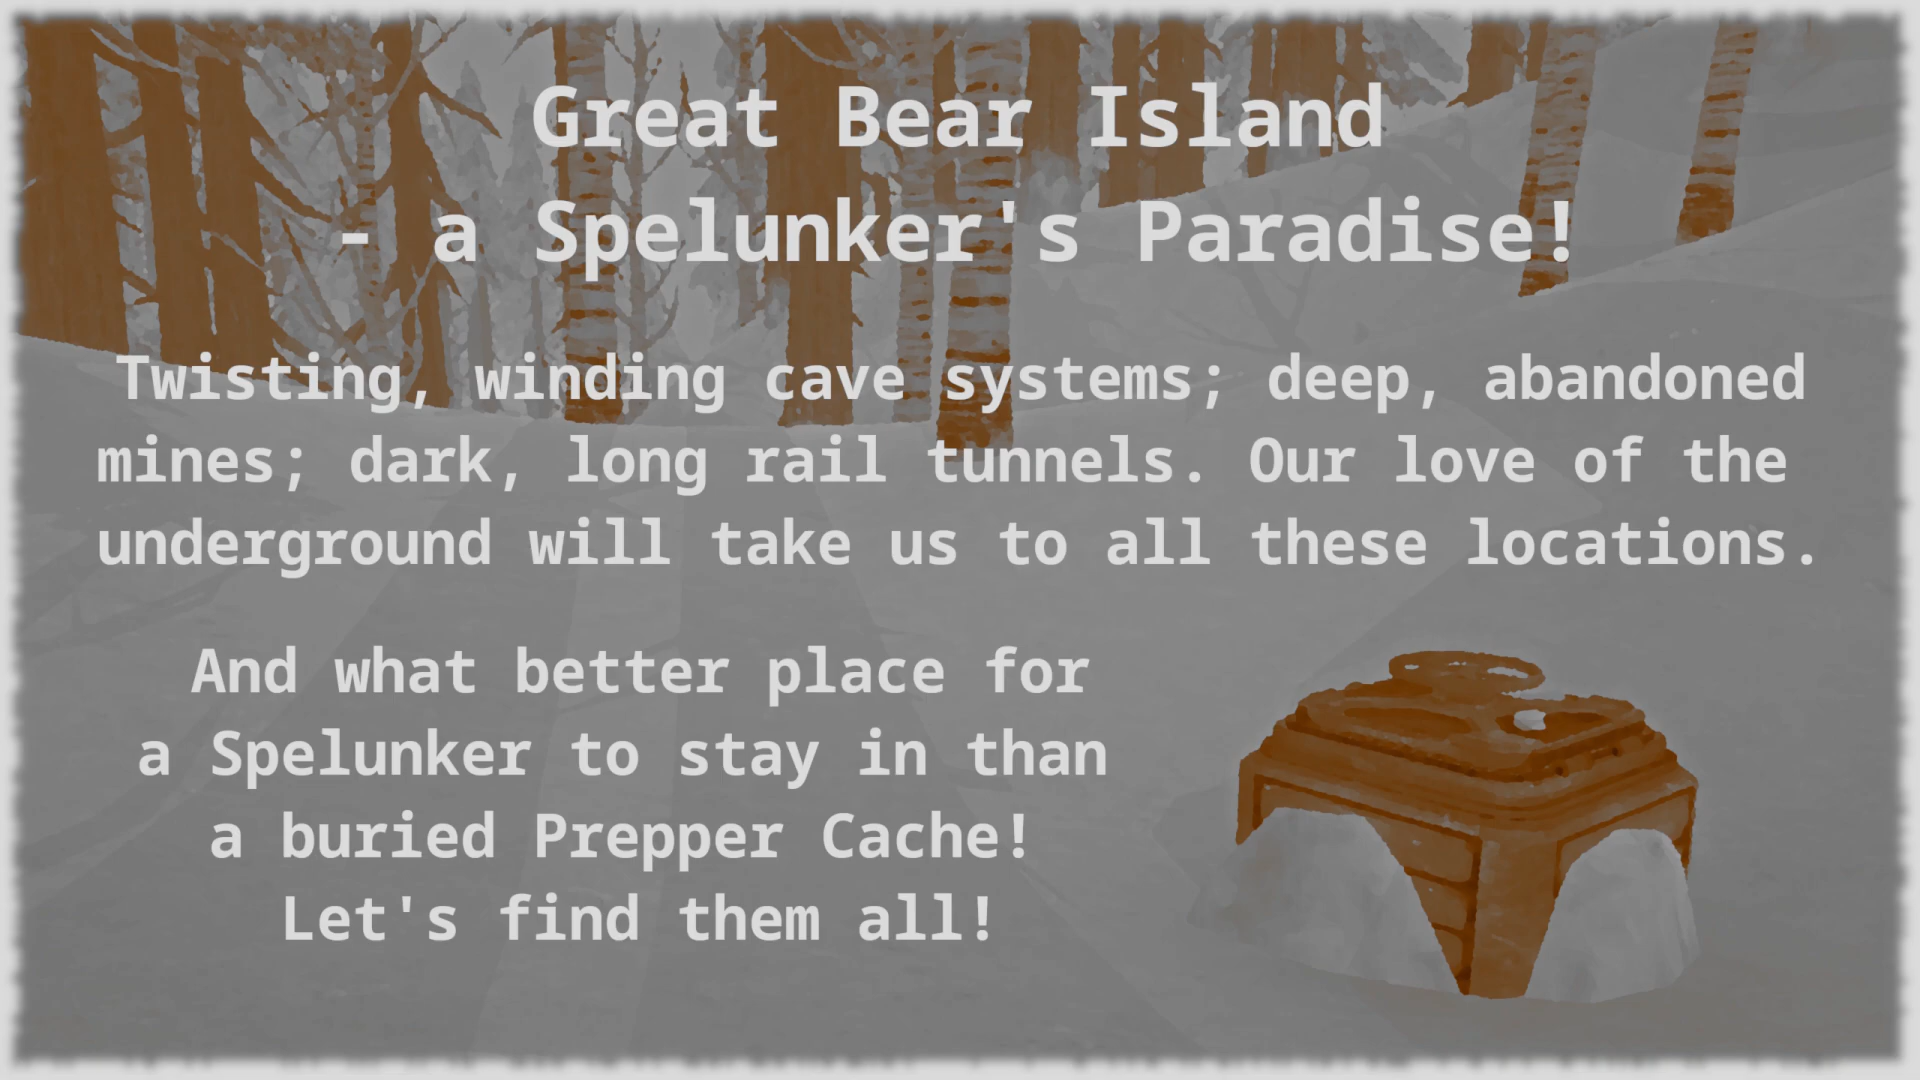 Great Bear Island
- a Spelunker's Paradise!
Twisting, winding cave systems; deep, abandoned
mines; dark, long rail tunnels. Our love of the
underground will take us to all these locations.
And what better place for
a Spelunker to stay in than
a buried Prepper Cache!
Let's find them all!